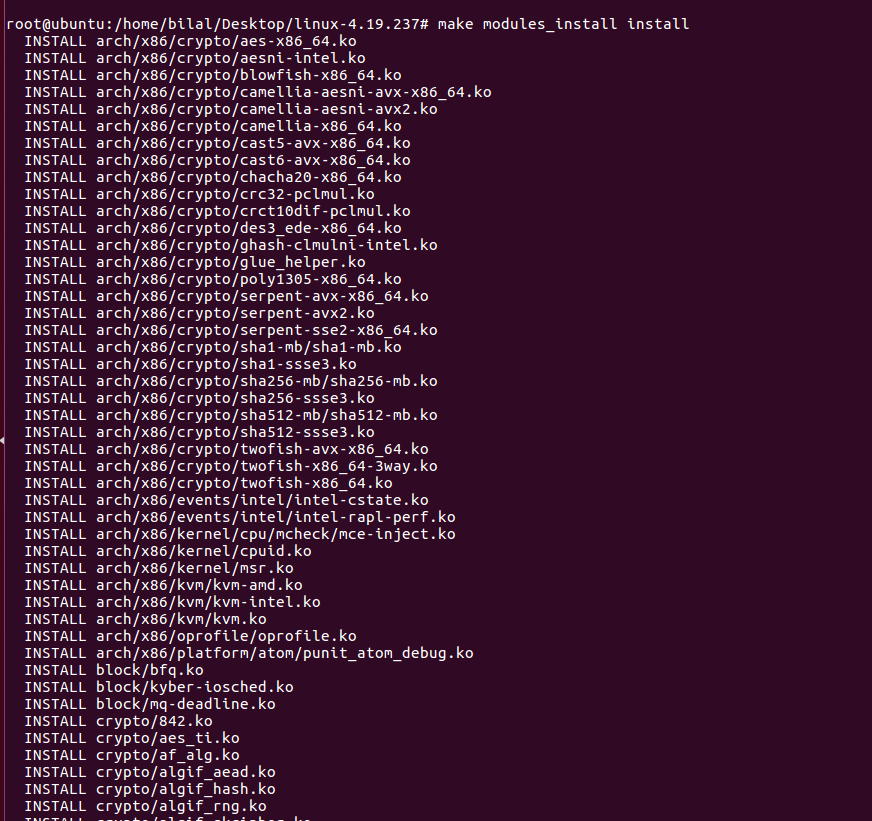 root@ubuntu:/home/bilal/Desktop/linux-4.19.237# make modules_install install
INSTALL arch/x86/crypto/aes-x86_64.ko
INSTALL arch/x86/crypto/aesni-intel.ko
INSTALL arch/x86/crypto/blowfish-x86_64.ko
INSTALL arch/x86/crypto/camellia-aesni-avx-x86_64.ko
INSTALL arch/x86/crypto/camellia-aesni-avx2.ko
INSTALL arch/x86/crypto/camellia-x86_64.ko
INSTALL arch/x86/crypto/cast5-avx-x86_64.ko
INSTALL arch/x86/crypto/cast6-avx-x86_64.ko
INSTALL arch/x86/crypto/chacha20-x86_64.ko
INSTALL arch/x86/crypto/crc32-pclmul.ko
INSTALL arch/x86/crypto/crct10dif-pclmul.ko
INSTALL arch/x86/crypto/des3_ede-x86_64.ko
INSTALL arch/x86/crypto/ghash-clmulni-intel.ko
INSTALL arch/x86/crypto/glue_helper.ko
INSTALL arch/x86/crypto/poly1305-x86_64.ko
INSTALL arch/x86/crypto/serpent-avx-x86_64.ko
INSTALL arch/x86/crypto/serpent-avx2.ko
INSTALL arch/x86/crypto/serpent-sse2-x86_64.ko
INSTALL arch/x86/crypto/sha1-mb/sha1-mb.ko
INSTALL arch/x86/crypto/sha1-ssse3.ko
INSTALL arch/x86/crypto/sha256-mb/sha256-mb.ko
INSTALL arch/x86/crypto/sha256-ssse3.ko
INSTALL arch/x86/crypto/sha512-mb/sha512-mb.ko
INSTALL arch/x86/crypto/sha512-ssse3.ko
INSTALL arch/x86/crypto/twofish-avx-x86_64.ko
INSTALL arch/x86/crypto/twofish-x86_64-3way.ko
INSTALL arch/x86/crypto/twofish-x86_64.ko
INSTALL arch/x86/events/intel/intel-cstate.ko
INSTALL arch/x86/events/intel/intel-rapl-perf.ko
INSTALL arch/x86/kernel/cpu/mcheck/mce-inject.ko
INSTALL arch/x86/kernel/cpuid.ko
INSTALL arch/x86/kernel/msr.ko
INSTALL arch/x86/kvm/kvm-amd.ko
INSTALL arch/x86/kvm/kvm-intel.ko
INSTALL arch/x86/kvm/kvm.ko
INSTALL arch/x86/oprofile/oprofile.ko
INSTALL arch/x86/platform/atom/punit_atom_debug.ko
INSTALL block/bfq.ko
INSTALL block/kyber-iosched.ko
INSTALL block/mq-deadline.ko
INSTALL crypto/842.ko
INSTALL crypto/aes_ti.ko
INSTALL crypto/af_alg.ko
INSTALL crypto/algif_aead.ko
INSTALL crypto/algif_hash.ko
INSTALL crypto/algif_rng.ko